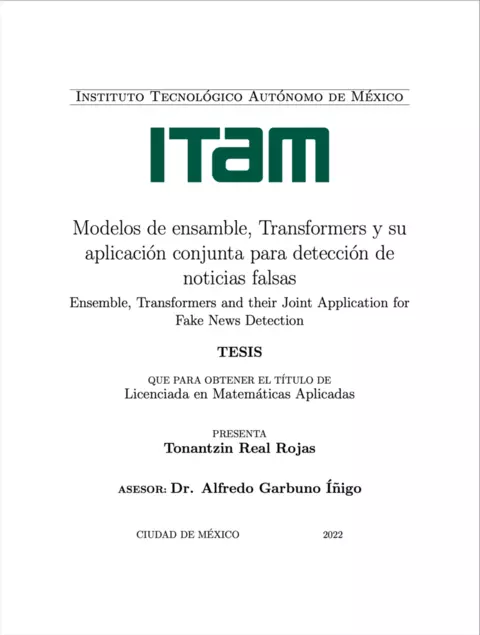 Instituto Tecnológico Autónomo de México
ITAM
Modelos de ensamble, Transformers y su
aplicación conjunta para detección de
noticias falsas
Ensemble, Transformers and their Joint Application for
Fake News Detection
TESIS
QUE PARA OBTENER EL TÍTULO DE
Licenciada en Matemáticas Aplicadas
PRESENTA
Tonantzin Real Rojas
ASESOR: Dr. Alfredo Garbuno Íñigo
CIUDAD DE MÉXICO 2022